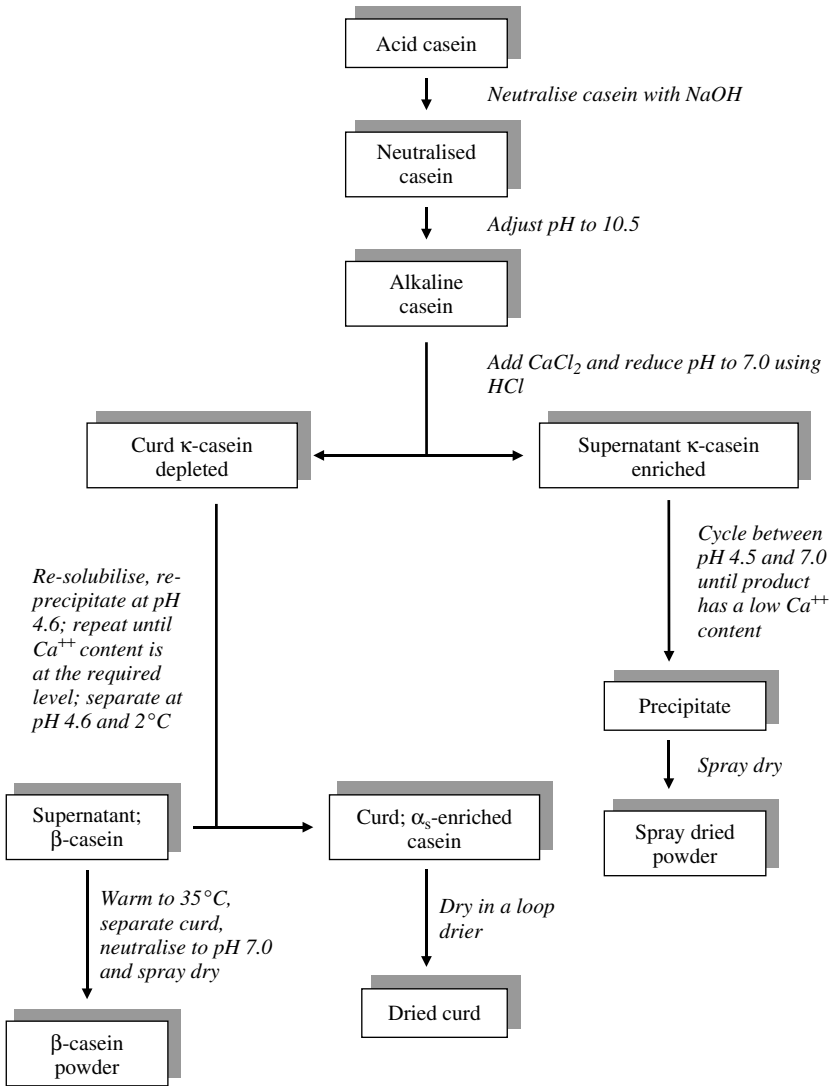 Acid casein
Neutralise casein with NaOH
Neutralised
casein
Adjust pH to 10.5
Alkaline
casein
Add CaCl₂ and reduce pH to 7.0 using
HCl
Curd κ-casein
depleted
Supernatant κ-casein
enriched
Re-solubilise, re-
precipitate at pH
4.6; repeat until
Ca⁺⁺ content is
at the required
level; separate at
pH 4.6 and 2°C
Cycle between
pH 4.5 and 7.0
until product
has a low Ca⁺⁺
content
Precipitate
Spray dry
Spray dried
powder
Supernatant;
β-casein
Curd; αₛ-enriched
casein
Warm to 35°C,
separate curd,
neutralise to pH 7.0
and spray dry
Dry in a loop
drier
β-casein
powder
Dried curd